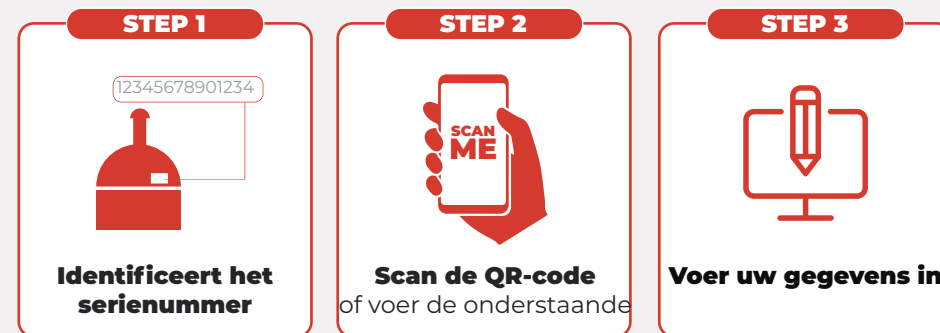 STEP 1
12345678901234
Identificeert het
serienummer
STEP 2
SCAN
ME
Scan de QR-code
of voer de onderstaande
STEP 3
Voer uw gegevens in